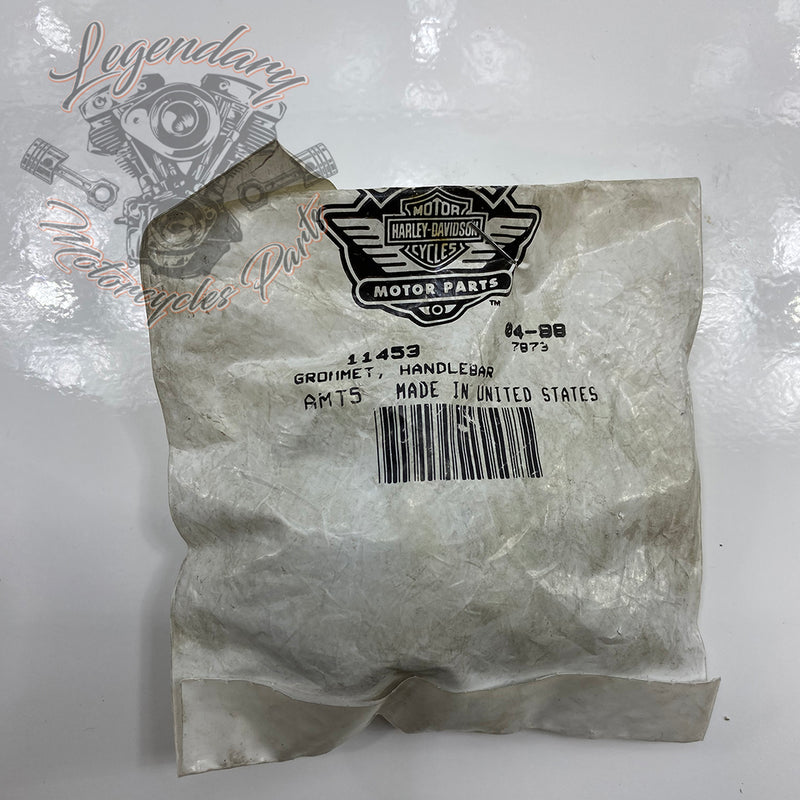 Legendary
Motorcycles Parts
MOTOR
HARLEY-DAVIDSON
CYCLES
MOTOR PARTS
TM
11453 04-98
7873
GROMMET, HANDLEBAR
AMT5 MADE IN UNITED STATES